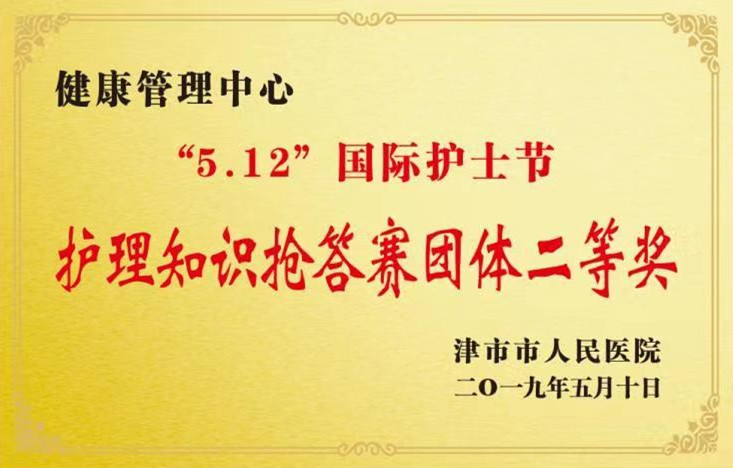 健康管理中心
“5.12”国际护士节
护理知识抢答赛团体二等奖
津市市人民医院
二O一九年五月十日